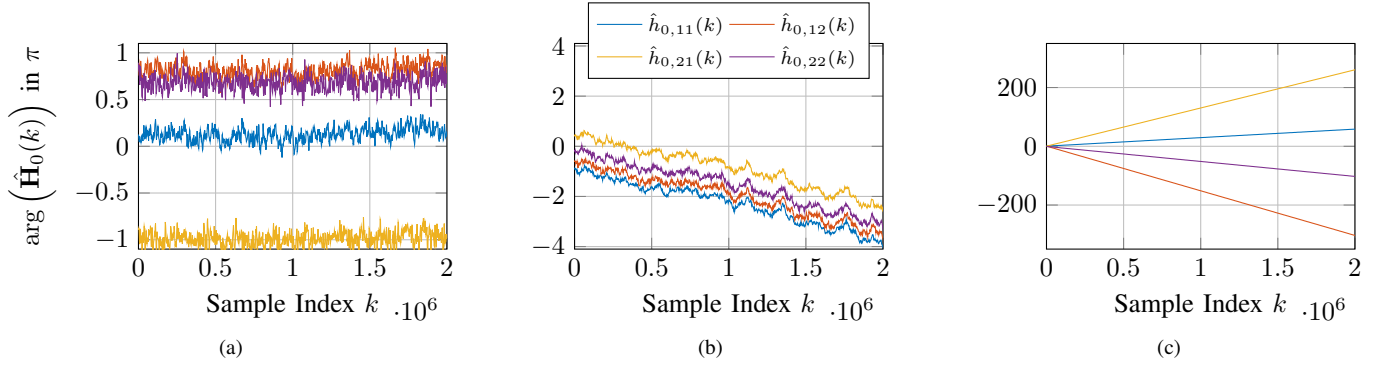 arg (Ĥ₀(k)) in π
1
0.5
0
−0.5
−1
0 0.5 1 1.5 2
Sample Index k ·10⁶
(a)
ĥ₀,₁₁(k) ĥ₀,₁₂(k)
ĥ₀,₂₁(k) ĥ₀,₂₂(k)
4
2
0
−2
−4
0 0.5 1 1.5 2
Sample Index k ·10⁶
(b)
200
0
−200
0 0.5 1 1.5 2
Sample Index k ·10⁶
(c)